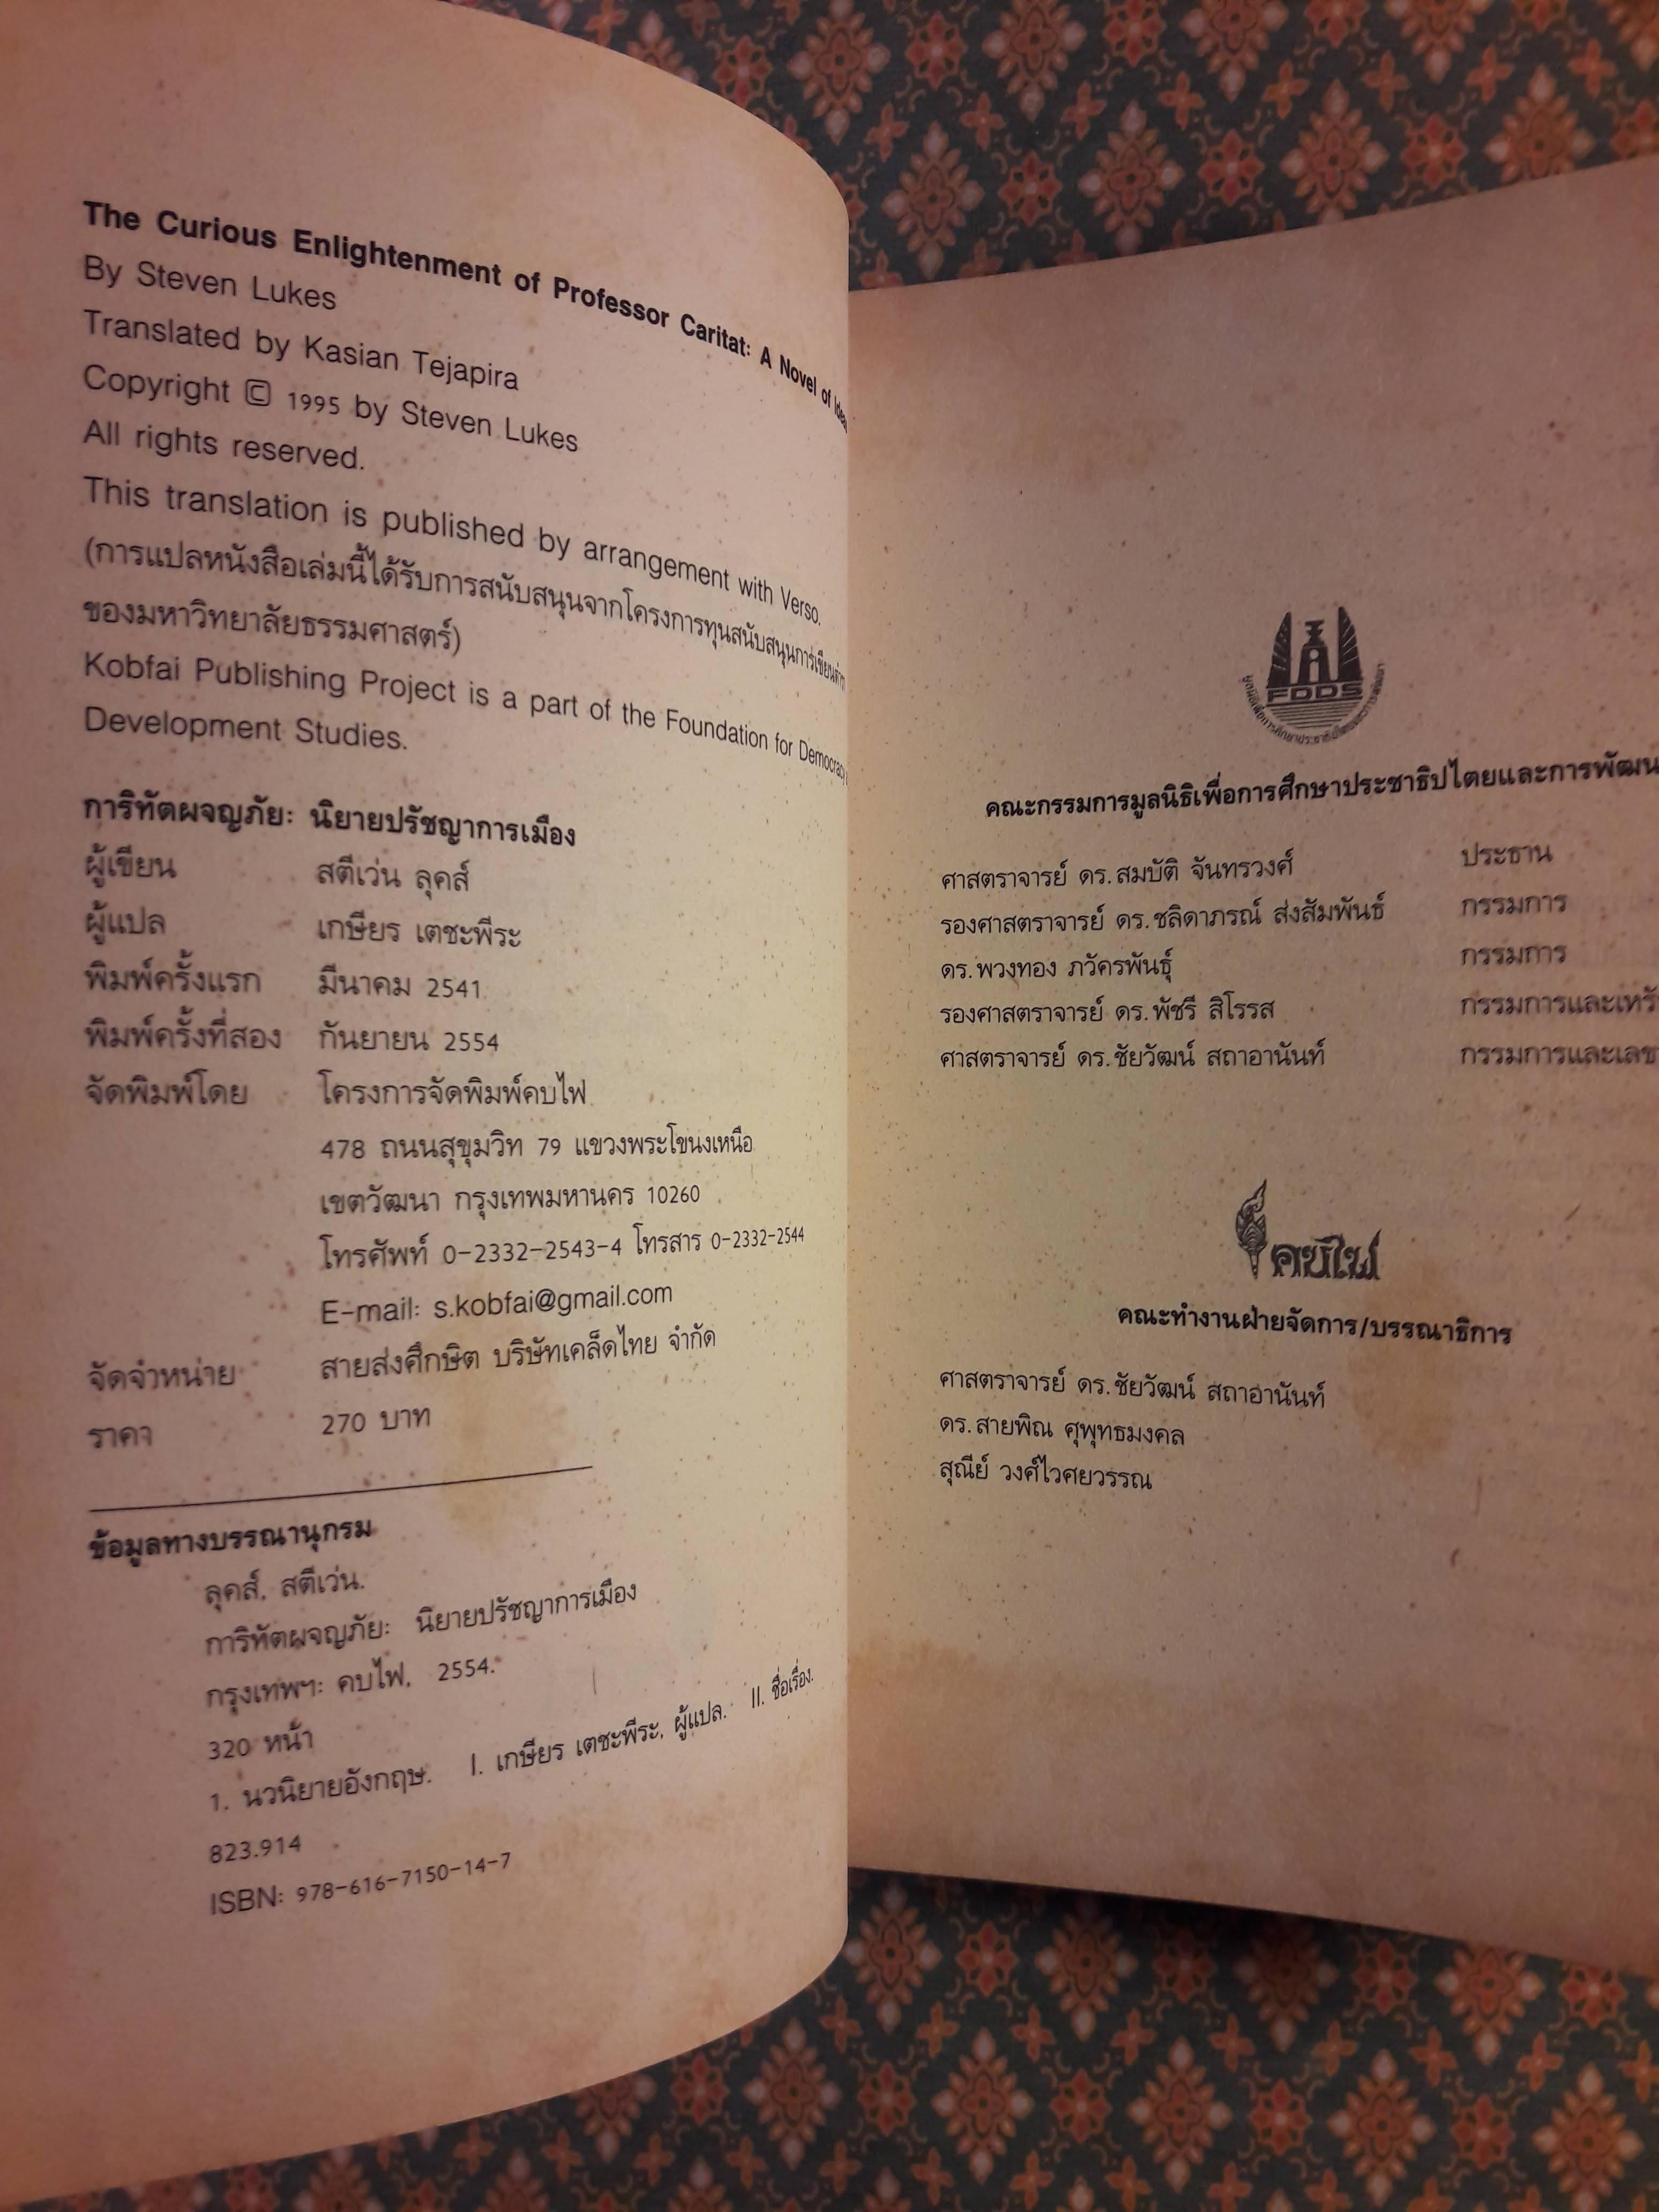 The Curious Enlightenment of Professor Caritat: A Novel of
By Steven Lukes
Translated by Kasian Tejapira
Copyright © 1995 by Steven Lukes
All rights reserved.
This translation is published by arrangement with Verso.
(การแปลหนังสือเล่มนี้ได้รับการสนับสนุนจากโครงการทุนสนับสนุนการเขียน
ของมหาวิทยาลัยธรรมศาสตร์)
Kobfai Publishing Project is a part of the Foundation for Democracy
Development Studies.
การิทัตผจญภัย: นิยายปรัชญาการเมือง
ผู้เขียน สตีเว่น ลุคส์
ผู้แปล เกษียร เตชะพีระ
พิมพ์ครั้งแรก มีนาคม 2541
พิมพ์ครั้งที่สอง กันยายน 2554
จัดพิมพ์โดย โครงการจัดพิมพ์คบไฟ
478 ถนนสุขุมวิท 79 แขวงพระโขนงเหนือ
เขตวัฒนา กรุงเทพมหานคร 10260
โทรศัพท์ 0-2332-2543-4 โทรสาร 0-2332-2544
E-mail: s.kobfai@gmail.com
จัดจำหน่าย สายส่งศึกษิต บริษัทเคล็ดไทย จำกัด
ราคา 270 บาท
ข้อมูลทางบรรณานุกรม
ลุคส์, สตีเว่น.
การิทัตผจญภัย: นิยายปรัชญาการเมือง
กรุงเทพฯ: คบไฟ, 2554.
320 หน้า
1. นวนิยายอังกฤษ. I. เกษียร เตชะพีระ, ผู้แปล. II. ชื่อเรื่อง.
823.914
ISBN: 978-616-7150-14-7
FDDS
คณะกรรมการมูลนิธิเพื่อการศึกษาประชาธิปไตยและการพัฒน
ศาสตราจารย์ ดร.สมบัติ จันทรวงศ์ ประธาน
รองศาสตราจารย์ ดร.ชลิดาภรณ์ ส่งสัมพันธ์ กรรมการ
ดร.พวงทอง ภวัครพันธุ์ กรรมการ
รองศาสตราจารย์ ดร.พัชรี สิโรรส กรรมการและเหรั
ศาสตราจารย์ ดร.ชัยวัฒน์ สถาอานันท์ กรรมการและเลข
คบไฟ
คณะทำงานฝ่ายจัดการ/บรรณาธิการ
ศาสตราจารย์ ดร.ชัยวัฒน์ สถาอานันท์
ดร.สายพิณ ศุพุทธมงคล
สุณีย์ วงศ์ไวศยวรรณ